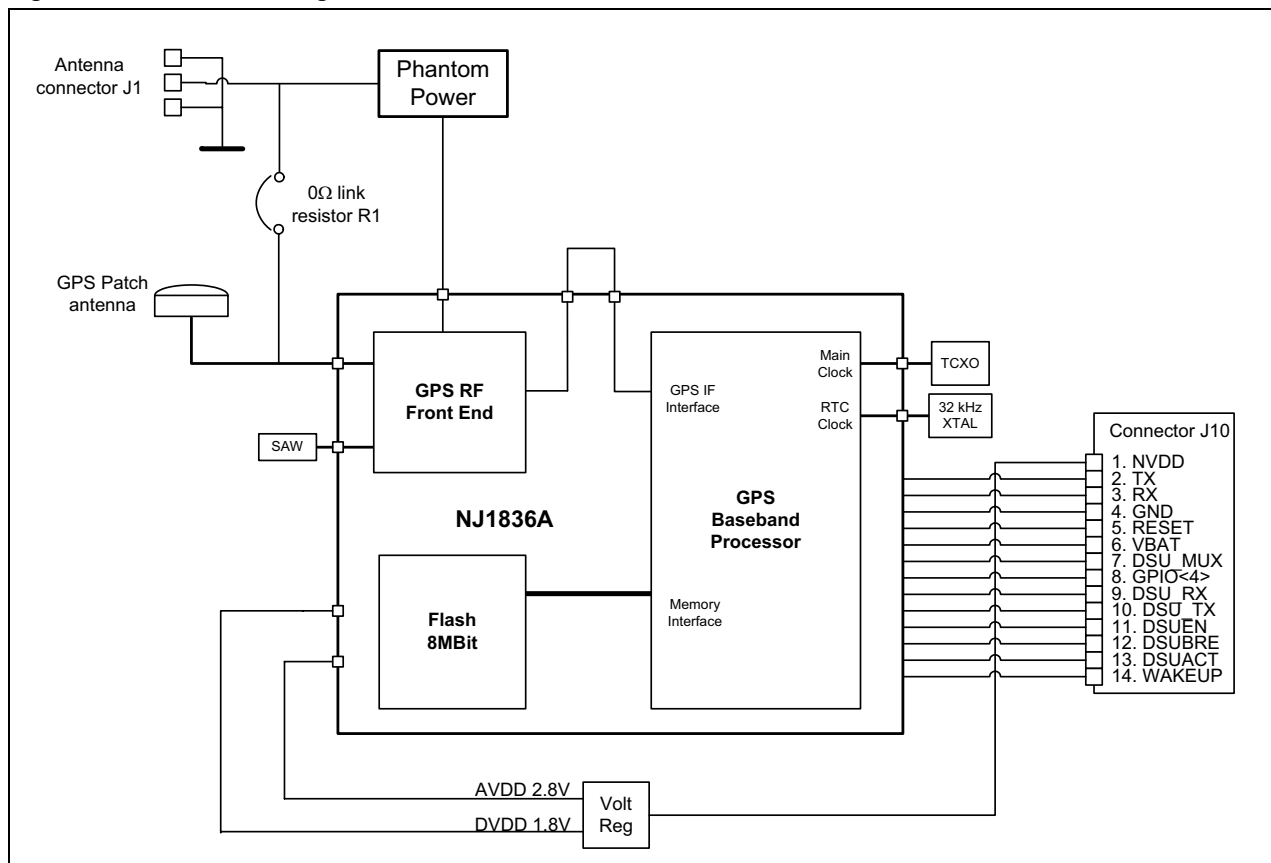 Antenna
connector J1
Phantom
Power
0Ω link
resistor R1
GPS Patch
antenna
GPS RF
Front End
SAW
GPS IF
Interface
Main
Clock
TCXO
RTC
Clock
32 kHz
XTAL
NJ1836A
GPS
Baseband
Processor
Flash
8MBit
Memory
Interface
Connector J10
1. NVDD
2. TX
3. RX
4. GND
5. RESET
6. VBAT
7. DSU_MUX
8. GPIO<4>
9. DSU_RX
10. DSU_TX
11. DSUEN
12. DSUBRE
13. DSUACT
14. WAKEUP
AVDD 2.8V
DVDD 1.8V
Volt
Reg